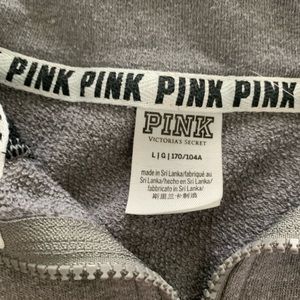 PINK PINK PINK PINK
PINK
VICTORIA'S SECRET
L | G | 170/104A
made in Sri Lanka/fabriqué au
Sri Lanka/hecho en Sri Lanka/
fabbricato in Sri Lanka/
斯里兰卡制造